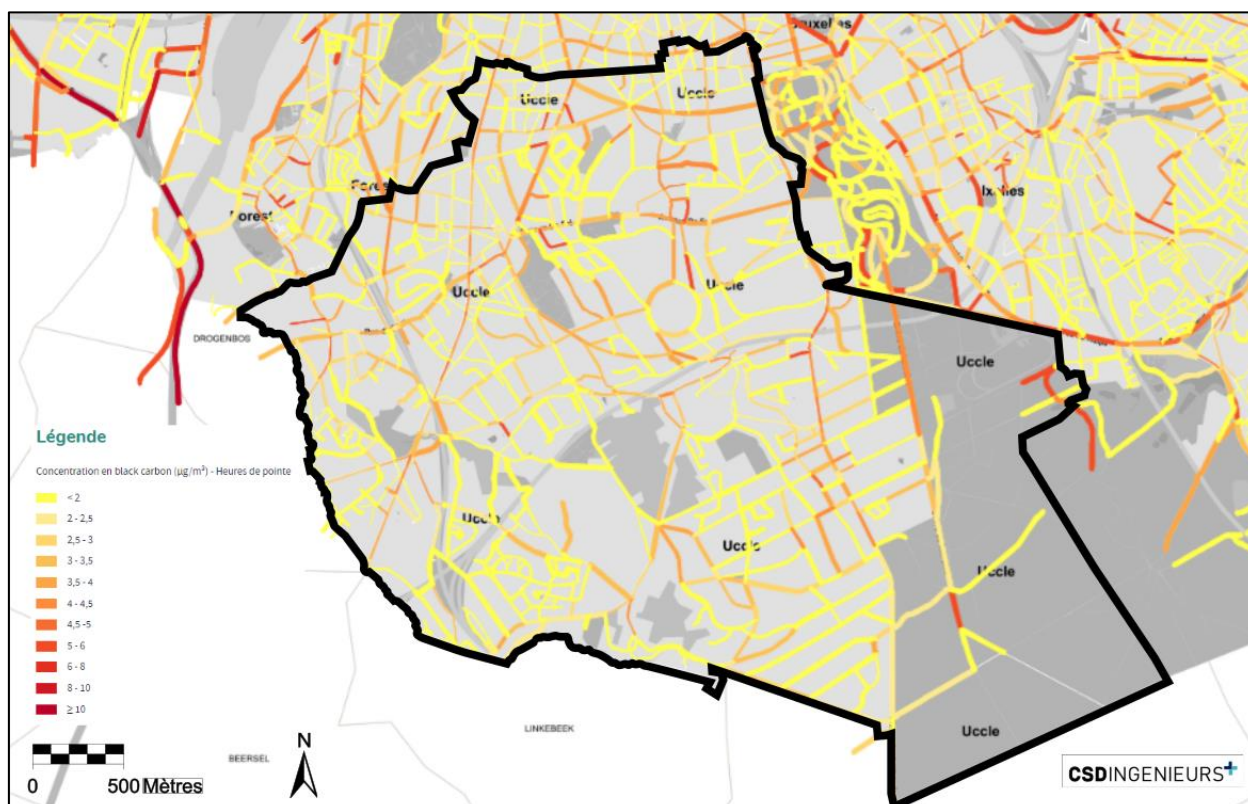 Bruxelles
Uccle
Uccle
Forest
Forest
Ixelles
Uccle
Uccle
DROGENBOS
Uccle
Légende
Concentration en black carbon (µg/m³) - Heures de pointe
< 2
2 - 2,5
2,5 - 3
3 - 3,5
3,5 - 4
4 - 4,5
4,5-5
5 - 6
6 - 8
8 - 10
≥ 10
Uccle
Uccle
Uccle
Uccle
LINKEBEEK
BEERSEL
N
0 500 Mètres
CSDINGENIEURS+